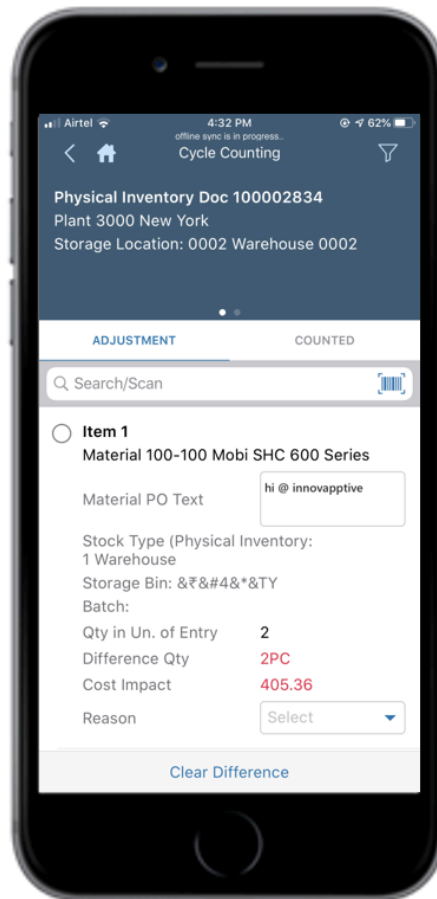 Airtel 4:32 PM 62%
offline sync is in progress..
Cycle Counting
Physical Inventory Doc 100002834
Plant 3000 New York
Storage Location: 0002 Warehouse 0002
ADJUSTMENT COUNTED
Search/Scan
Item 1
Material 100-100 Mobi SHC 600 Series
Material PO Text hi @ innovapptive
Stock Type (Physical Inventory:
1 Warehouse
Storage Bin: &₹&#4&*&TY
Batch:
Qty in Un. of Entry 2
Difference Qty 2PC
Cost Impact 405.36
Reason Select
Clear Difference